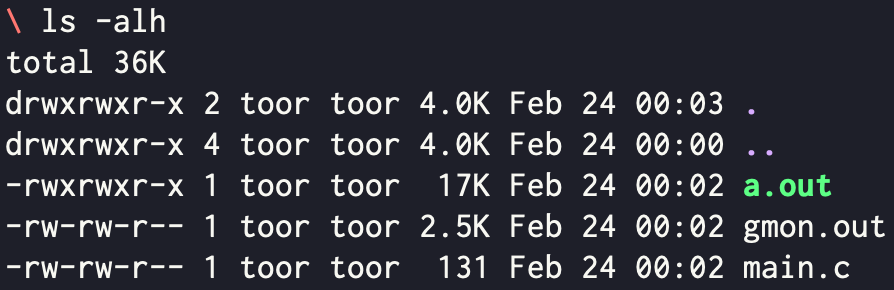 \ ls -alh
total 36K
drwxrwxr-x 2 toor toor 4.0K Feb 24 00:03 .
drwxrwxr-x 4 toor toor 4.0K Feb 24 00:00 ..
-rwxrwxr-x 1 toor toor  17K Feb 24 00:02 a.out
-rw-rw-r-- 1 toor toor 2.5K Feb 24 00:02 gmon.out
-rw-rw-r-- 1 toor toor  131 Feb 24 00:02 main.c